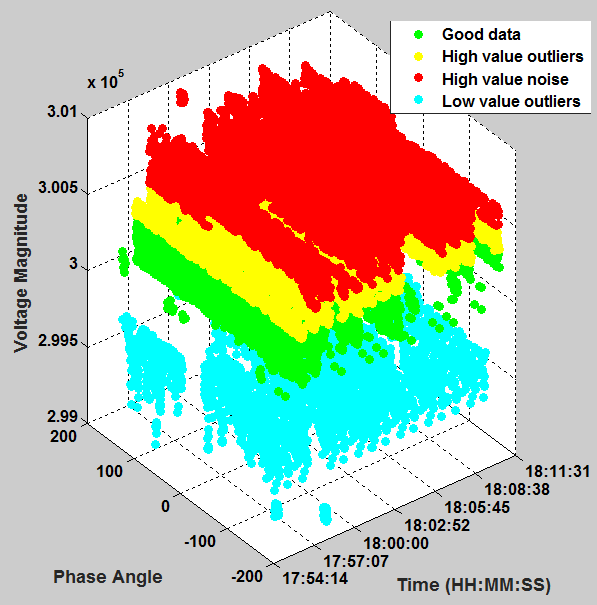 Good data
High value outliers
High value noise
Low value outliers
x 10^5
3.01
3.005
3
2.995
2.99
Voltage Magnitude
200
100
0
-100
-200
Phase Angle
17:54:14
17:57:07
18:00:00
18:02:52
18:05:45
18:08:38
18:11:31
Time (HH:MM:SS)